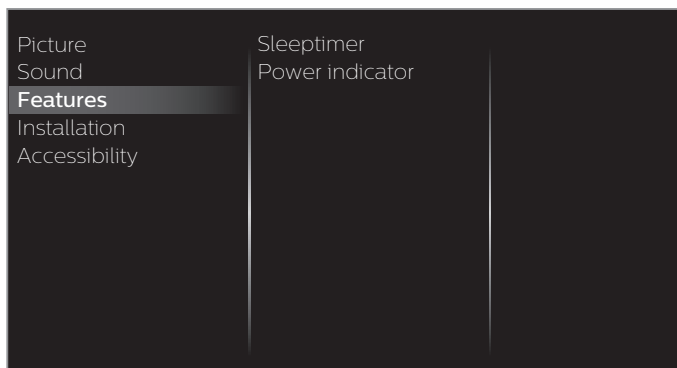 Picture
Sound
Features
Installation
Accessibility
Sleeptimer
Power indicator